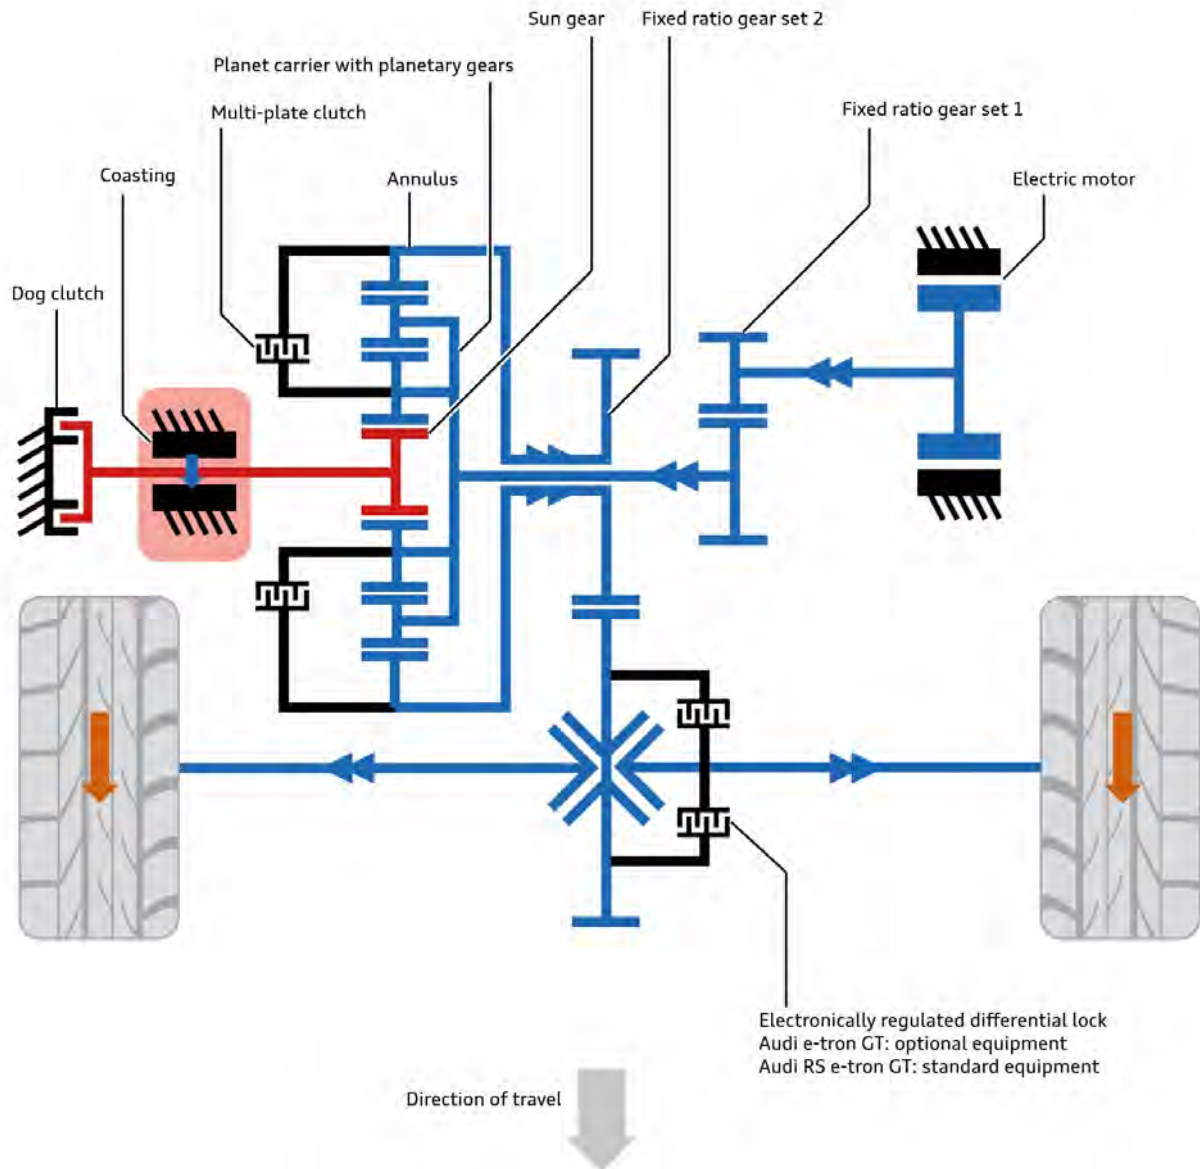 Sun gear
Fixed ratio gear set 2
Planet carrier with planetary gears
Multi-plate clutch
Fixed ratio gear set 1
Coasting
Annulus
Electric motor
Dog clutch
Electronically regulated differential lock
Audi e-tron GT: optional equipment
Audi RS e-tron GT: standard equipment
Direction of travel